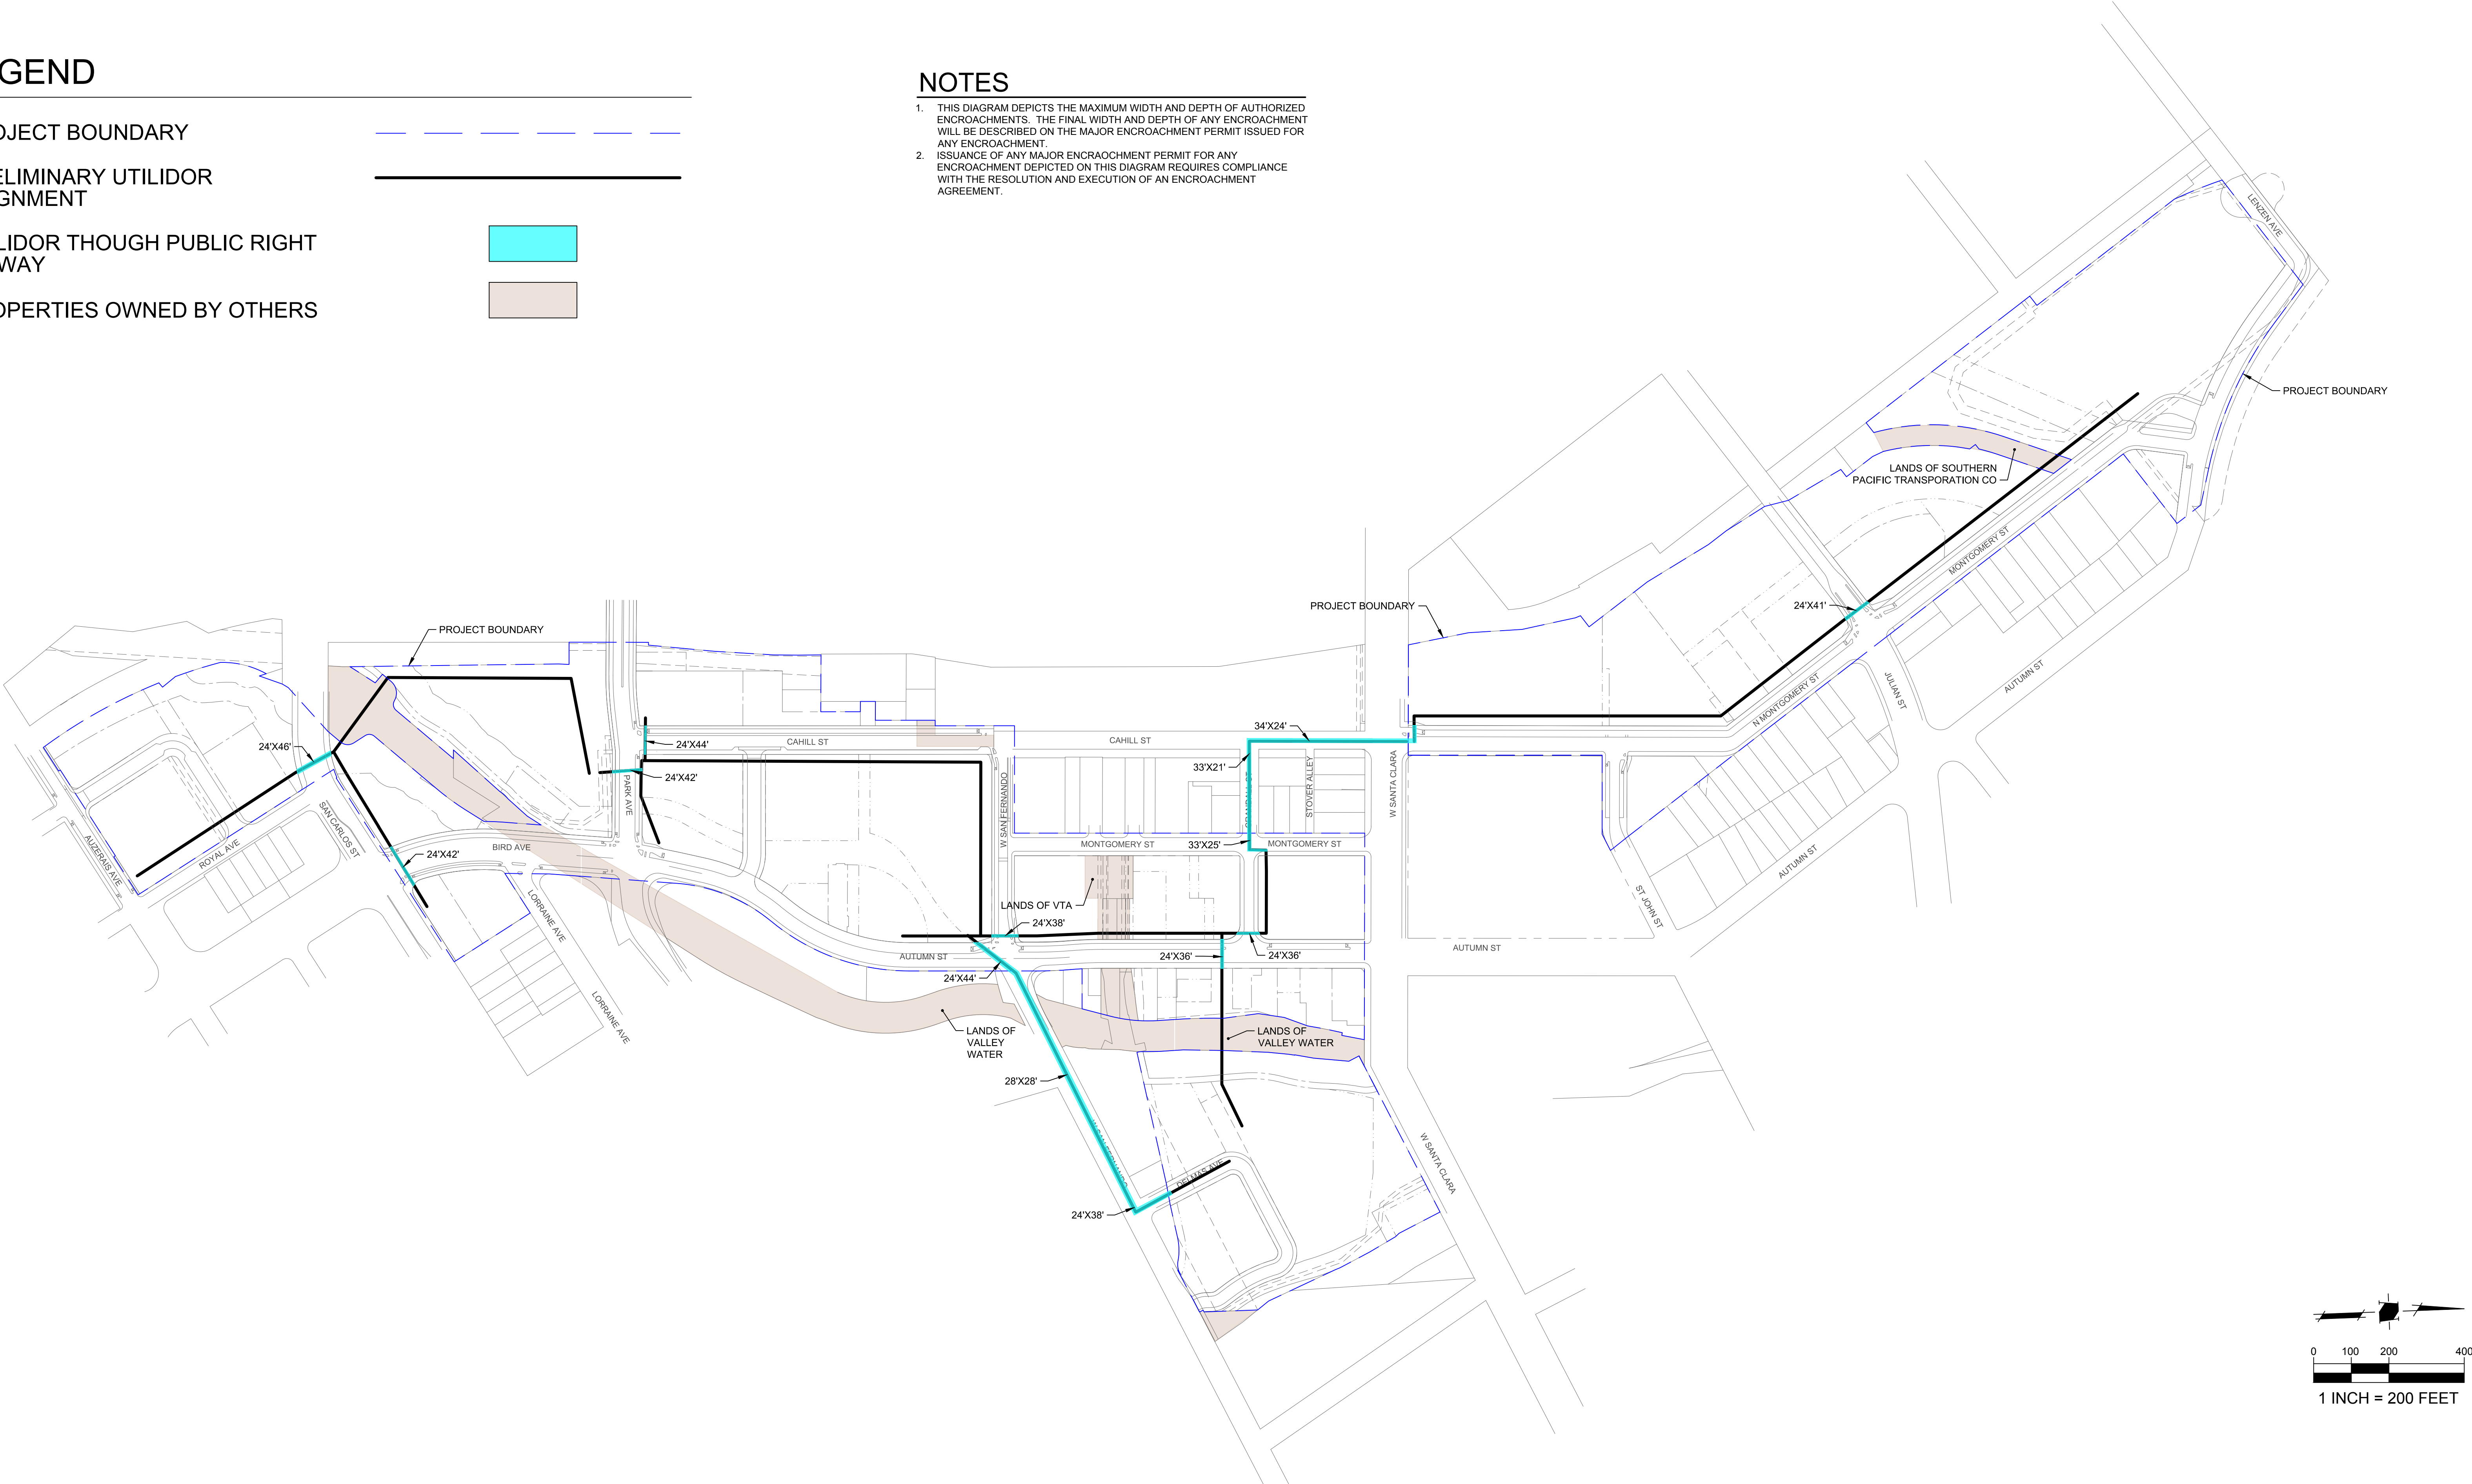 GEND
OJECT BOUNDARY
ELIMINARY UTILIDOR
GNMENT
LIDOR THOUGH PUBLIC RIGHT
WAY
OPERTIES OWNED BY OTHERS
NOTES
1. THIS DIAGRAM DEPICTS THE MAXIMUM WIDTH AND DEPTH OF AUTHORIZED
ENCROACHMENTS. THE FINAL WIDTH AND DEPTH OF ANY ENCROACHMENT
WILL BE DESCRIBED ON THE MAJOR ENCROACHMENT PERMIT ISSUED FOR
ANY ENCROACHMENT.
2. ISSUANCE OF ANY MAJOR ENCRAOCHMENT PERMIT FOR ANY
ENCROACHMENT DEPICTED ON THIS DIAGRAM REQUIRES COMPLIANCE
WITH THE RESOLUTION AND EXECUTION OF AN ENCROACHMENT
AGREEMENT.
LENZEN AVE
PROJECT BOUNDARY
LANDS OF SOUTHERN
PACIFIC TRANSPORATION CO
MONTGOMERY ST
PROJECT BOUNDARY
24'X41'
PROJECT BOUNDARY
AUTUMN ST
JULIAN ST
N MONTGOMERY ST
34'X24'
24'X46'
24'X44'
CAHILL ST
CAHILL ST
24'X42'
33'X21'
PARK AVE
W SAN FERNANDO
STOVER ALLEY
W SANTA CLARA
SAN CARLOS ST
ROYAL AVE
AUZERAIS AVE
24'X42'
BIRD AVE
MONTGOMERY ST
33'X25'
MONTGOMERY ST
AUTUMN ST
ST JOHN ST
LANDS OF VTA
LORRAINE AVE
24'X38'
AUTUMN ST
24'X36'
24'X36'
AUTUMN ST
24'X44'
LORRAINE AVE
LANDS OF
VALLEY
WATER
LANDS OF
VALLEY WATER
28'X28'
W SAN FERNANDO
DELMAS AVE
W SANTA CLARA
24'X38'
0 100 200 400
1 INCH = 200 FEET